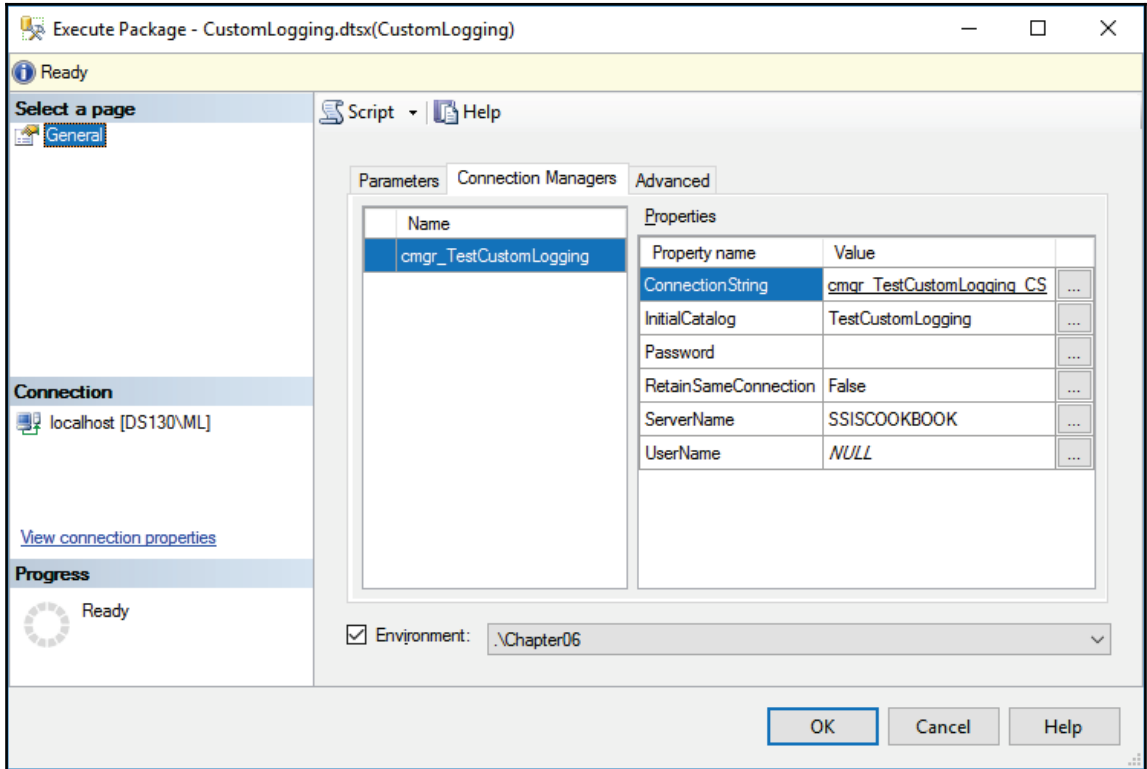 Execute Package - CustomLogging.dtsx(CustomLogging)
Ready
Select a page
General
Script Help
Parameters Connection Managers Advanced
Name
cmgr_TestCustomLogging
Properties
Property name Value
ConnectionString cmgr_TestCustomLogging_CS ...
InitialCatalog TestCustomLogging ...
Password ...
RetainSameConnection False ...
ServerName SSISCOOKBOOK ...
UserName NULL ...
Connection
localhost [DS130\ML]
View connection properties
Progress
Ready
Environment: .\Chapter06
OK Cancel Help